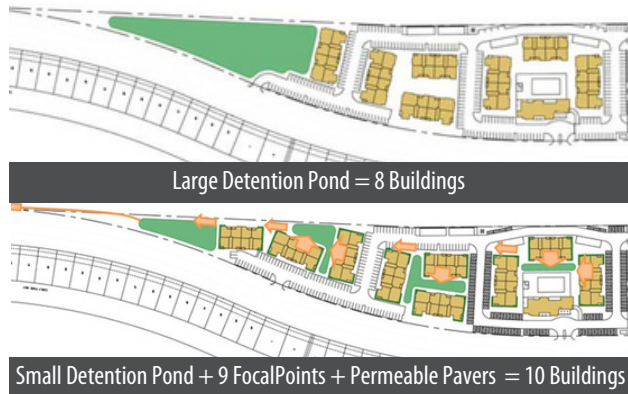 Large Detention Pond = 8 Buildings
Small Detention Pond + 9 FocalPoints + Permeable Pavers = 10 Buildings